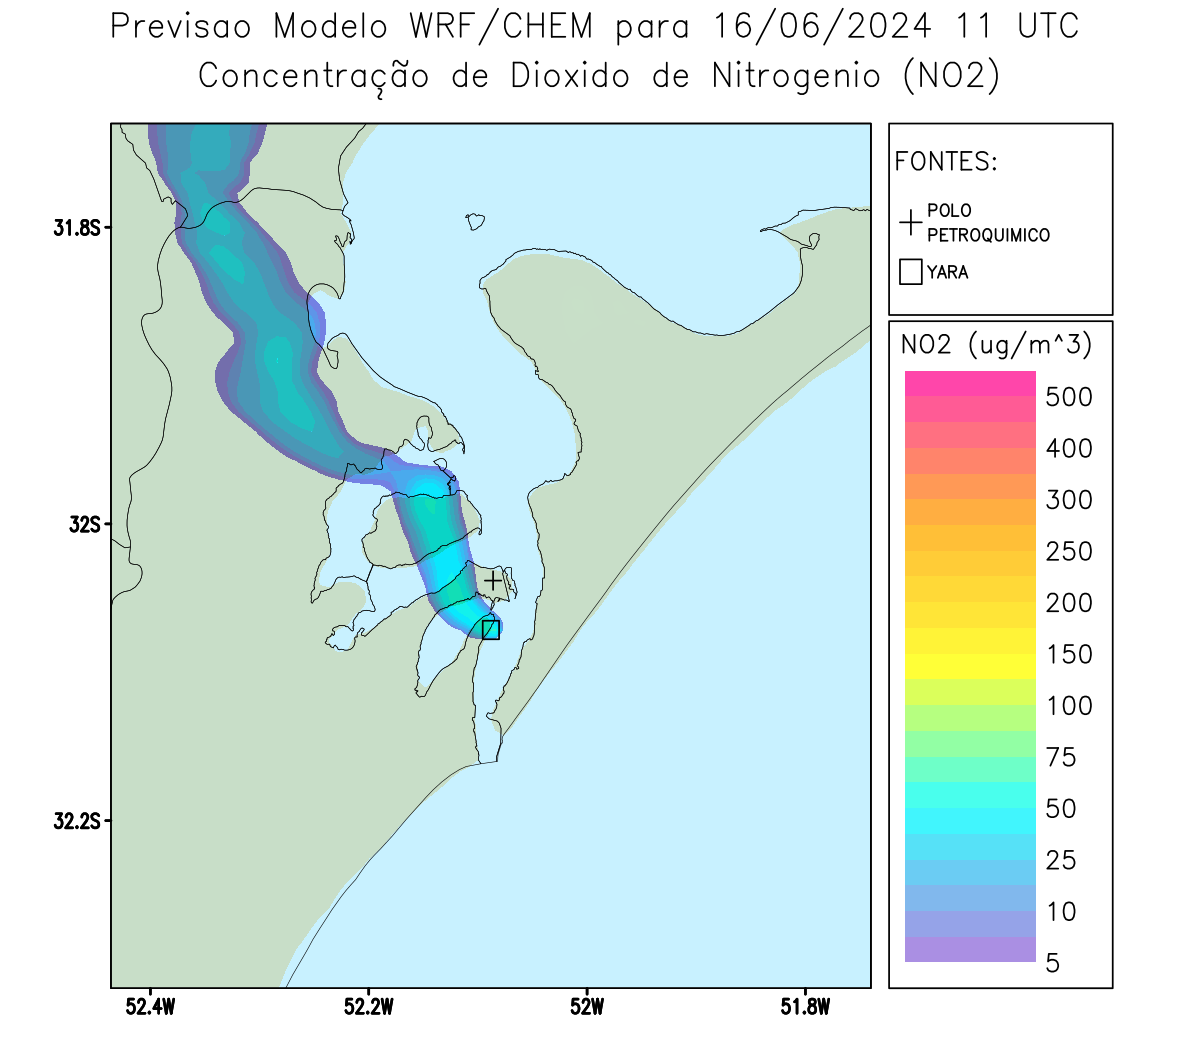 Previsao Modelo WRF/CHEM para 16/06/2024 11 UTC
Concentração de Dioxido de Nitrogenio (NO2)
FONTES:
POLO
PETROQUIMICO
YARA
31.8S
32S
32.2S
52.4W
52.2W
52W
51.8W
NO2 (ug/m^3)
500
400
300
250
200
150
100
75
50
25
10
5